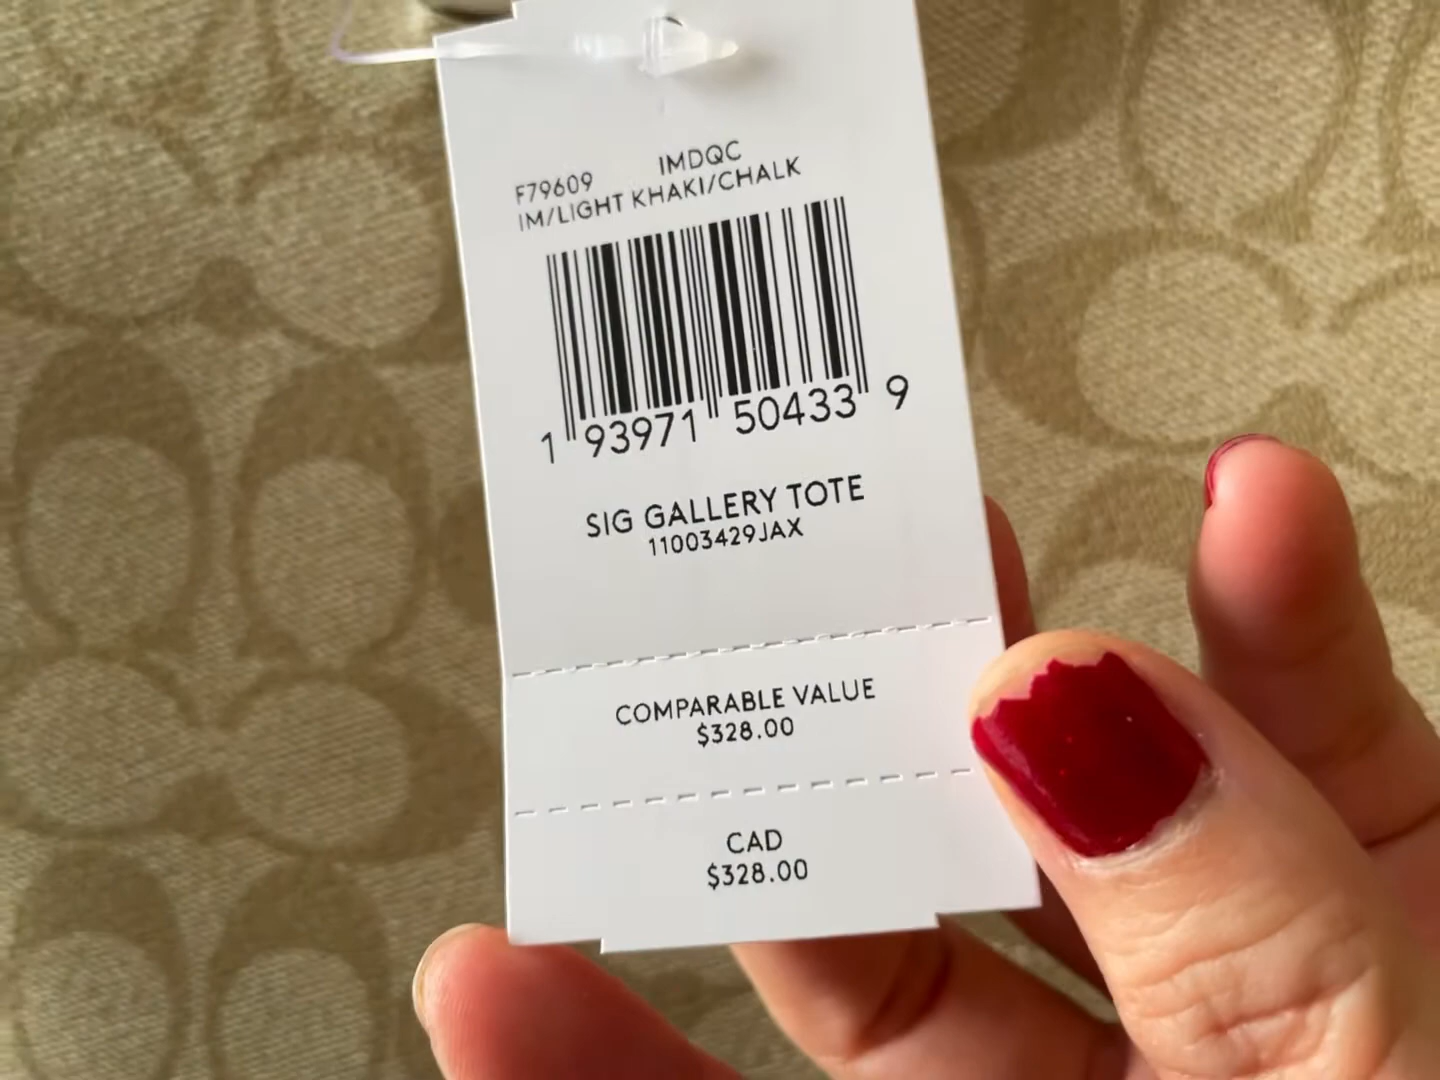 F79609 IMDQC
IM/LIGHT KHAKI/CHALK
1 93971 50433 9
SIG GALLERY TOTE
11003429JAX
COMPARABLE VALUE
$328.00
CAD
$328.00